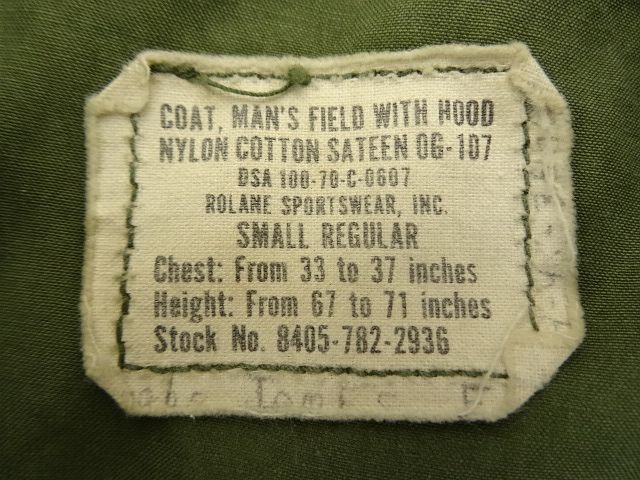 COAT, MAN'S FIELD WITH HOOD
NYLON COTTON SATEEN OG-107
DSA 100-70-C-0607
ROLANE SPORTSWEAR, INC.
SMALL REGULAR
Chest: From 33 to 37 inches
Height: From 67 to 71 inches
Stock No. 8405-782-2936